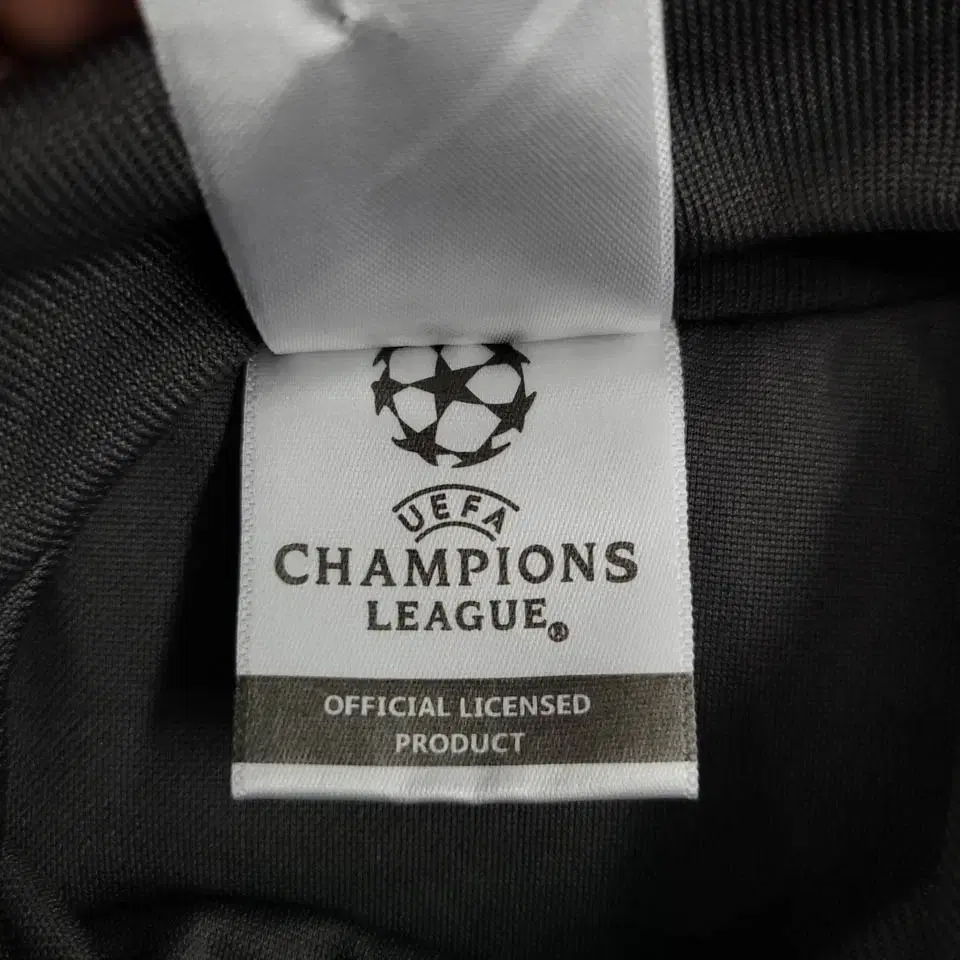 UEFA
CHAMPIONS
LEAGUE®
OFFICIAL LICENSED
PRODUCT